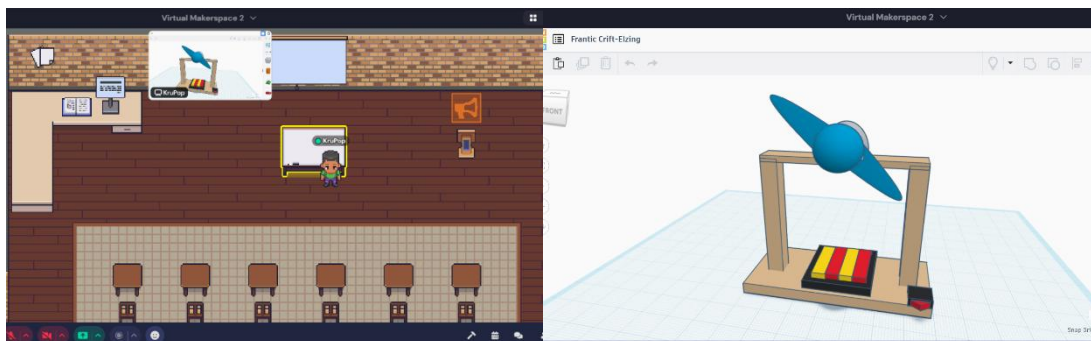 Virtual Makerspace 2
KruPop
KruPop
Virtual Makerspace 2
Frantic Crift-Elzing
FRONT